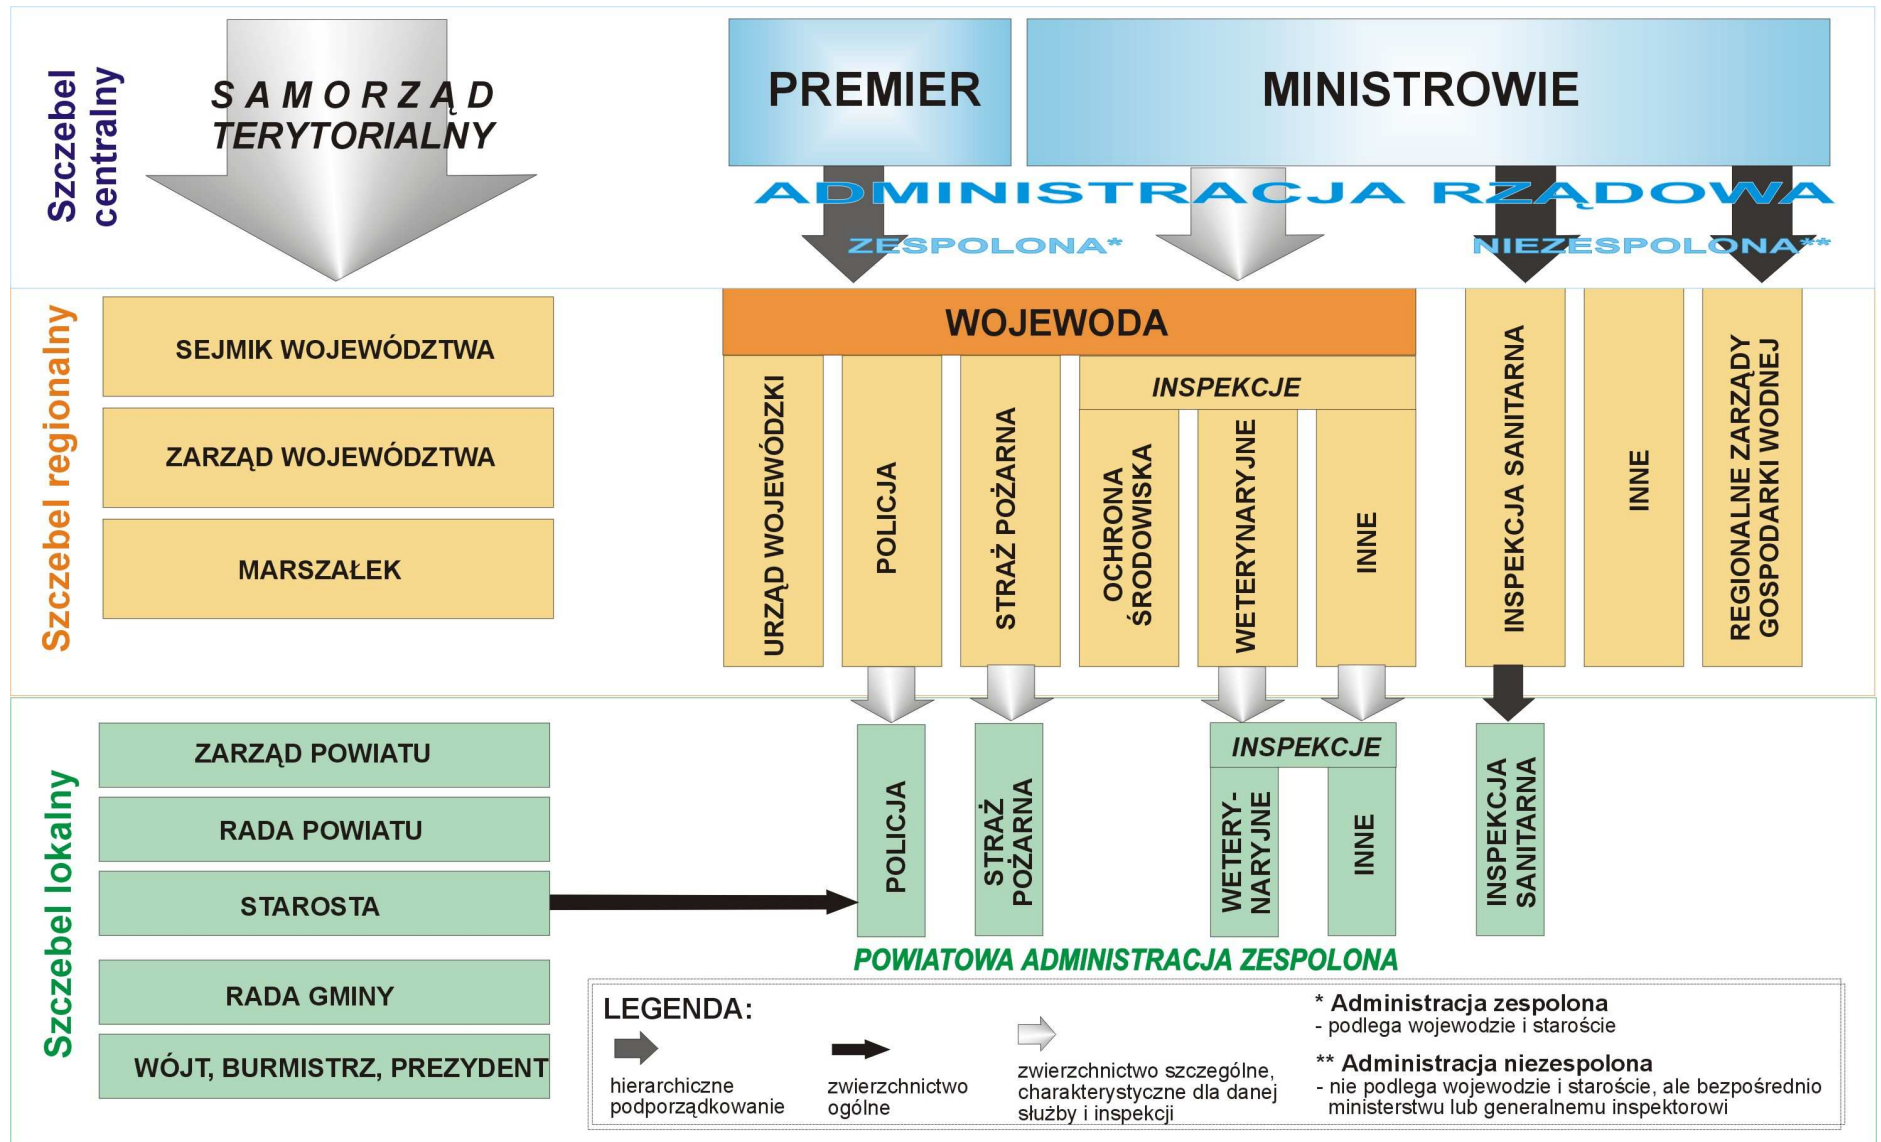 Szczebel
centralny
SAMORZĄD
TERYTORIALNY
PREMIER
MINISTROWIE
ADMINISTRACJA RZĄDOWA
ZESPOLONA*
NIEZESPOLONA**
Szczebel regionalny
SEJMIK WOJEWÓDZTWA
ZARZĄD WOJEWÓDZTWA
MARSZAŁEK
WOJEWODA
URZĄD WOJEWÓDZKI
POLICJA
STRAŻ POŻARNA
INSPEKCJE
OCHRONA
ŚRODOWISKA
WETERYNARYJNE
INNE
INSPEKCJA SANITARNA
INNE
REGIONALNE ZARZĄDY
GOSPODARKI WODNEJ
Szczebel lokalny
ZARZĄD POWIATU
RADA POWIATU
STAROSTA
RADA GMINY
WÓJT, BURMISTRZ, PREZYDENT
POLICJA
STRAŻ
POŻARNA
INSPEKCJE
WETERY-
NARYJNE
INNE
INSPEKCJA
SANITARNA
POWIATOWA ADMINISTRACJA ZESPOLONA
LEGENDA:
hierarchiczne
podporządkowanie
zwierzchnictwo
ogólne
zwierzchnictwo szczególne,
charakterystyczne dla danej
służby i inspekcji
* Administracja zespolona
- podlega wojewodzie i staroście
** Administracja niezespolona
- nie podlega wojewodzie i staroście, ale bezpośrednio
ministerstwu lub generalnemu inspektorowi